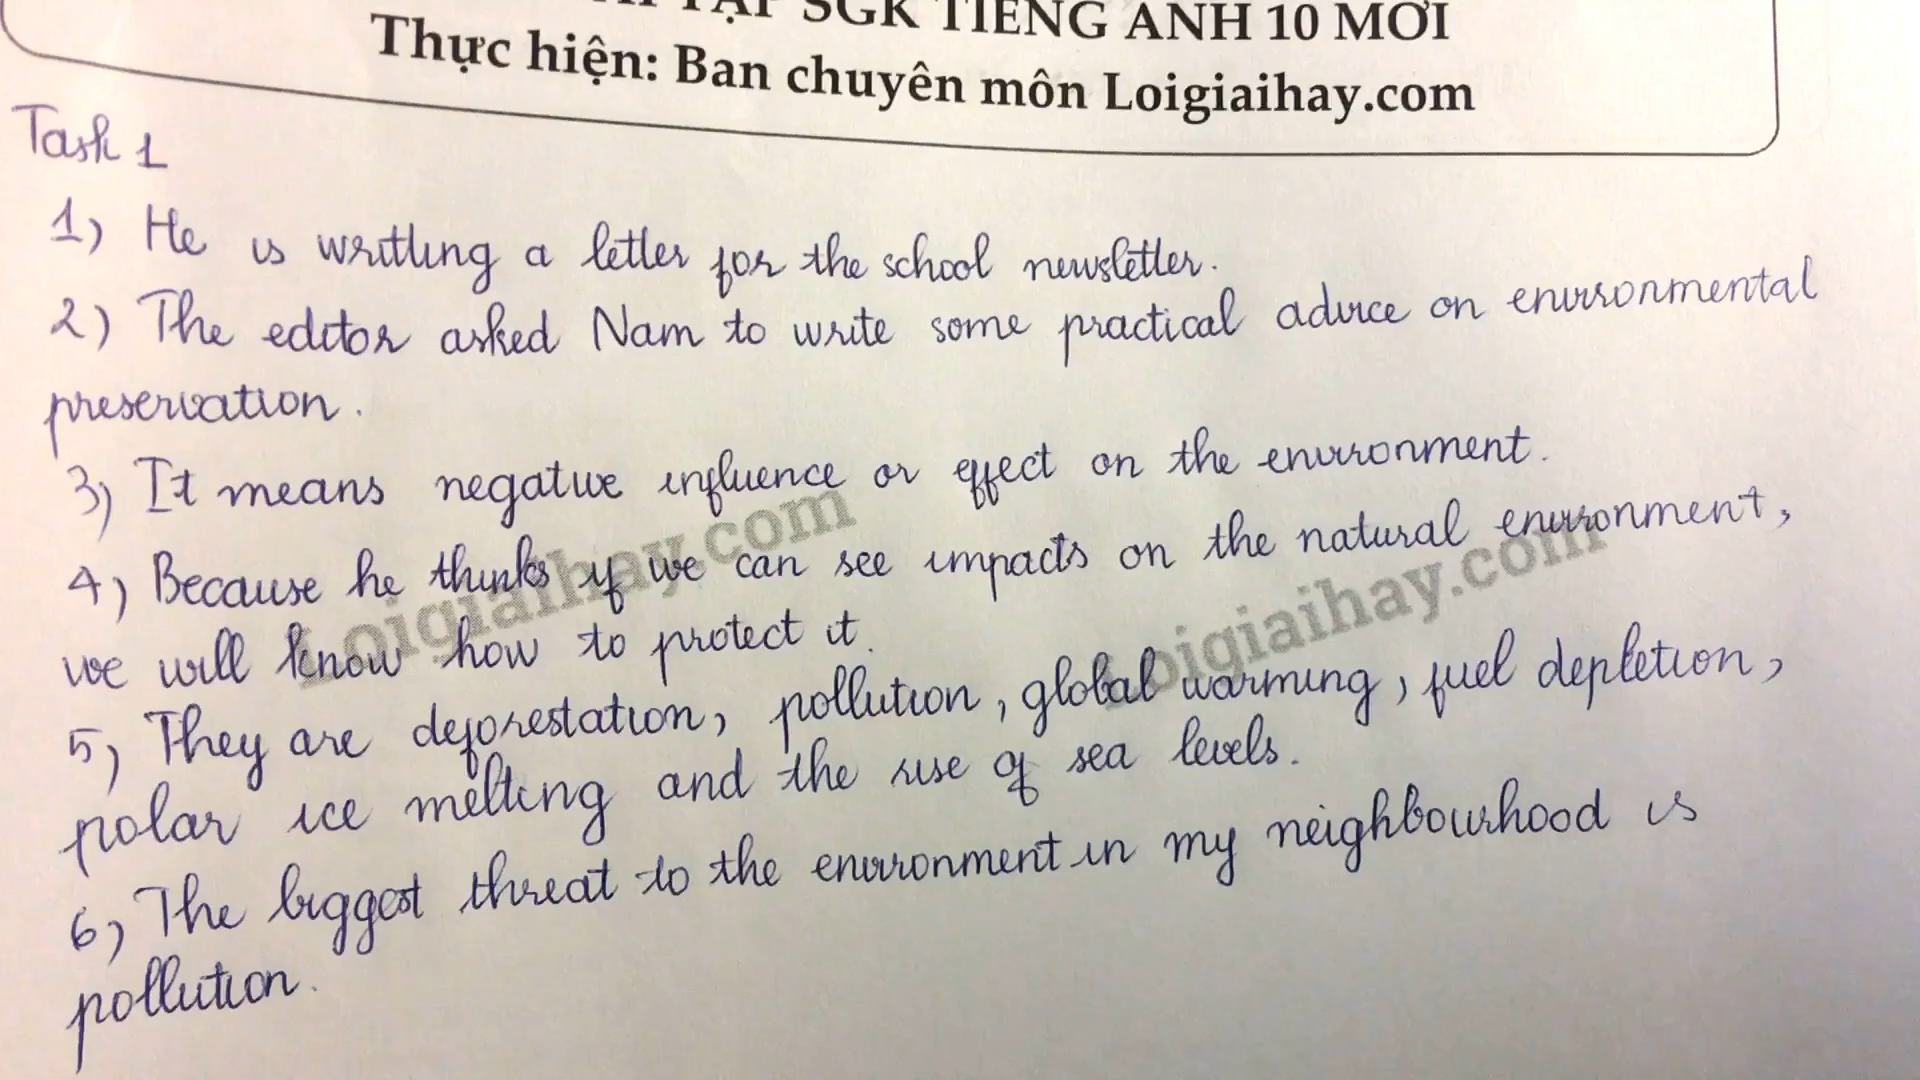 TẬP SGK TIẾNG ANH 10 MỚI
Thực hiện: Ban chuyên môn Loigiaihay.com
Task 1
1) He is writting a letter for the school newsletter.
2) The editor asked Nam to write some practical advice on environmental
preservation.
3) It means negative influence or effect on the environment.
4) Because he thinks if we can see impacts on the natural environment,
we will know how to protect it.
5) They are deforestation, pollution, global warming, fuel depletion,
polar ice melting and the rise of sea levels.
6) The biggest threat to the environment in my neighbourhood is
pollution.
Loigiaihay.com
Loigiaihay.com